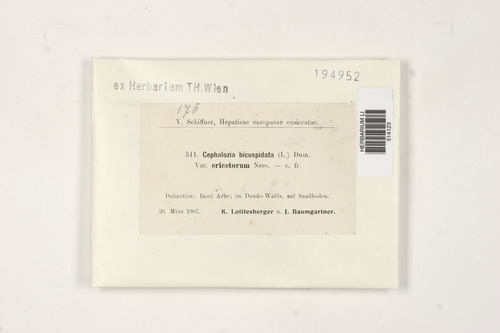 ex Herbarium TH.Wien
194952
176
V. Schiffner, Hepaticae europaeae exsiccatae.
511. Cephalozia bicuspidata (L.) Dum.
Var. ericetorum Nees. — c. fr.
Dalmatien: Insel Arbe; im Dundo-Walde, auf Sandboden.
26 März 1907. K. Loitlesberger u. J. Baumgartner.
HERBARIUM LI
514123